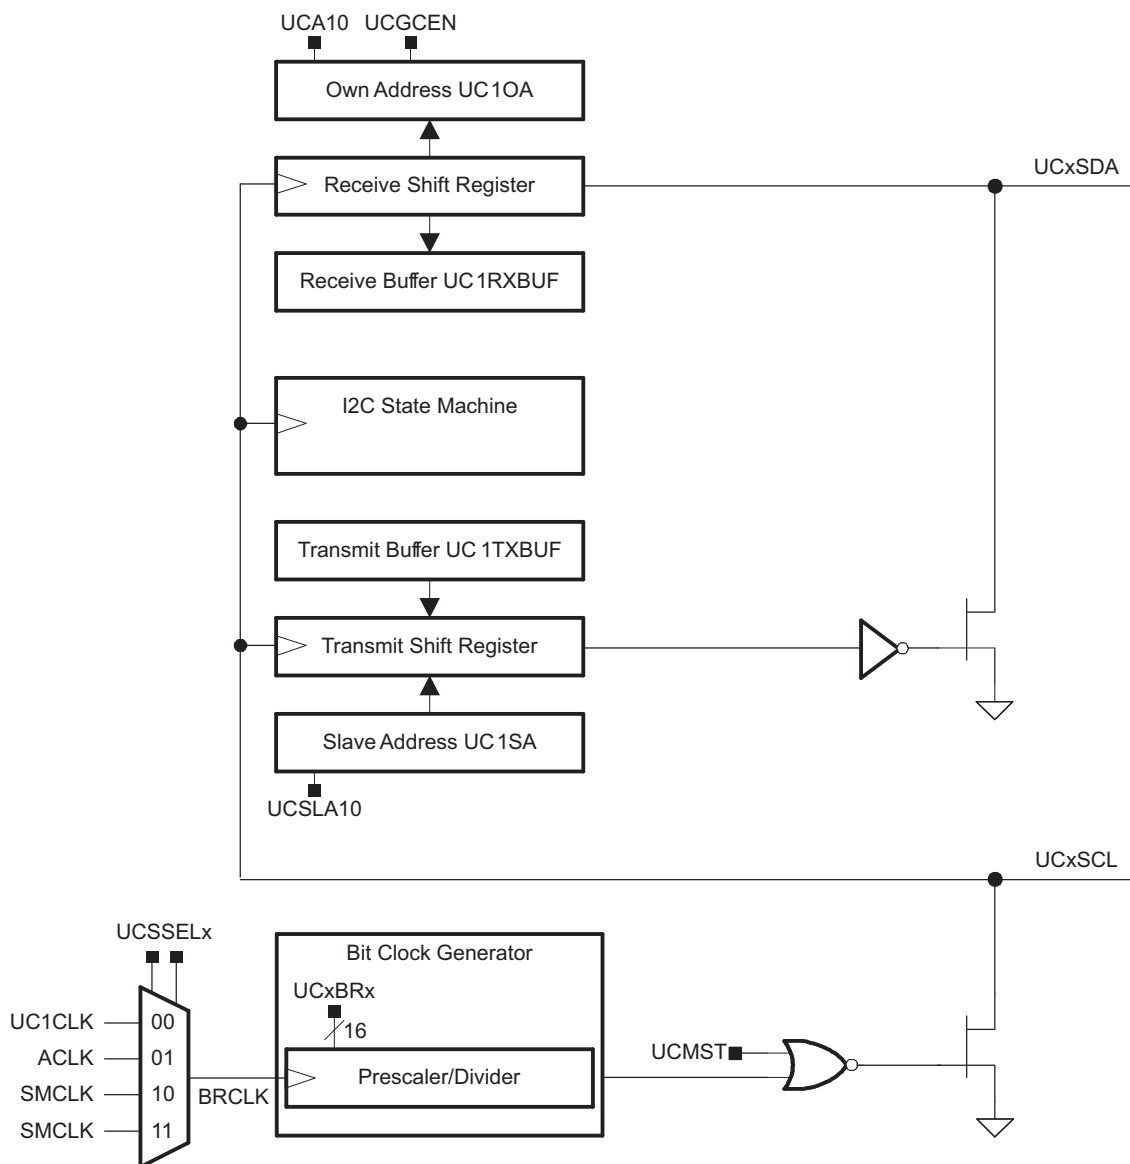 UCA10 UCGCEN
Own Address UC1OA
Receive Shift Register
UCxSDA
Receive Buffer UC1RXBUF
I2C State Machine
Transmit Buffer UC1TXBUF
Transmit Shift Register
Slave Address UC1SA
UCSLA10
UCxSCL
UCSSELx
Bit Clock Generator
UCxBRx
16
UC1CLK 00
ACLK 01
SMCLK 10
SMCLK 11
BRCLK
Prescaler/Divider
UCMST